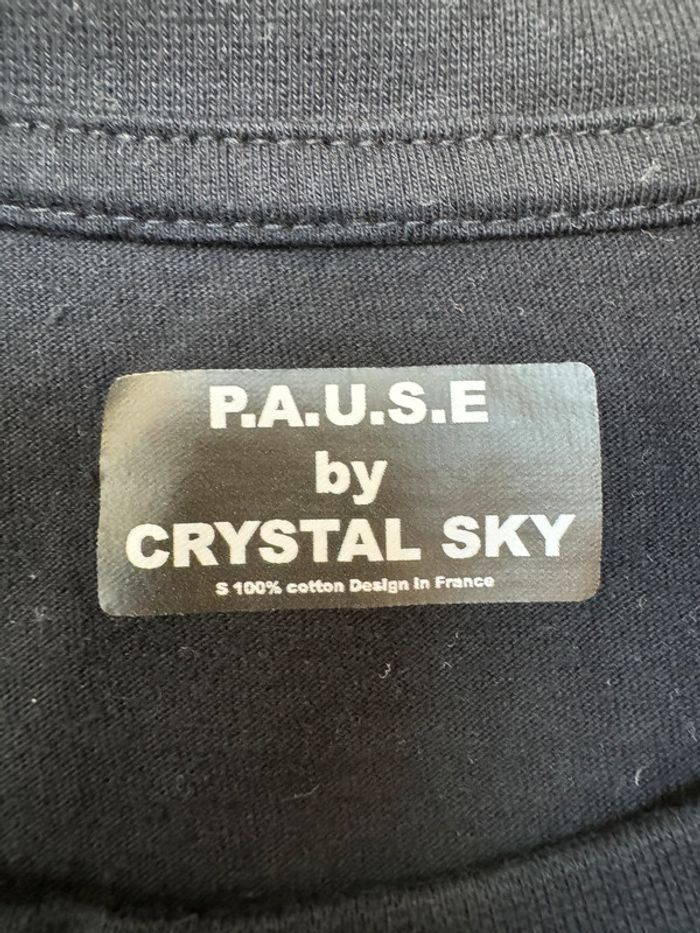 P.A.U.S.E
by
CRYSTAL SKY
S 100% cotton Design in France